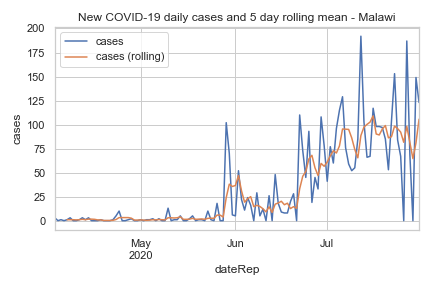 New COVID-19 daily cases and 5 day rolling mean - Malawi
cases
cases (rolling)
200
175
150
125
100
75
50
25
0
cases
May
2020
Jun
Jul
dateRep